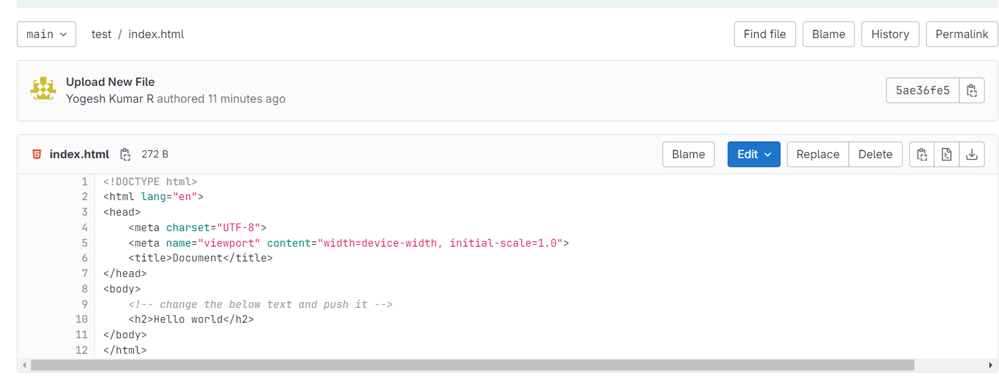 main test / index.html Find file Blame History Permalink
Upload New File
Yogesh Kumar R authored 11 minutes ago
5ae36fe5
index.html 272 B Blame Edit Replace Delete
1 <!DOCTYPE html>
2 <html lang="en">
3 <head>
4     <meta charset="UTF-8">
5     <meta name="viewport" content="width=device-width, initial-scale=1.0">
6     <title>Document</title>
7 </head>
8 <body>
9     <!-- change the below text and push it -->
10     <h2>Hello world</h2>
11 </body>
12 </html>